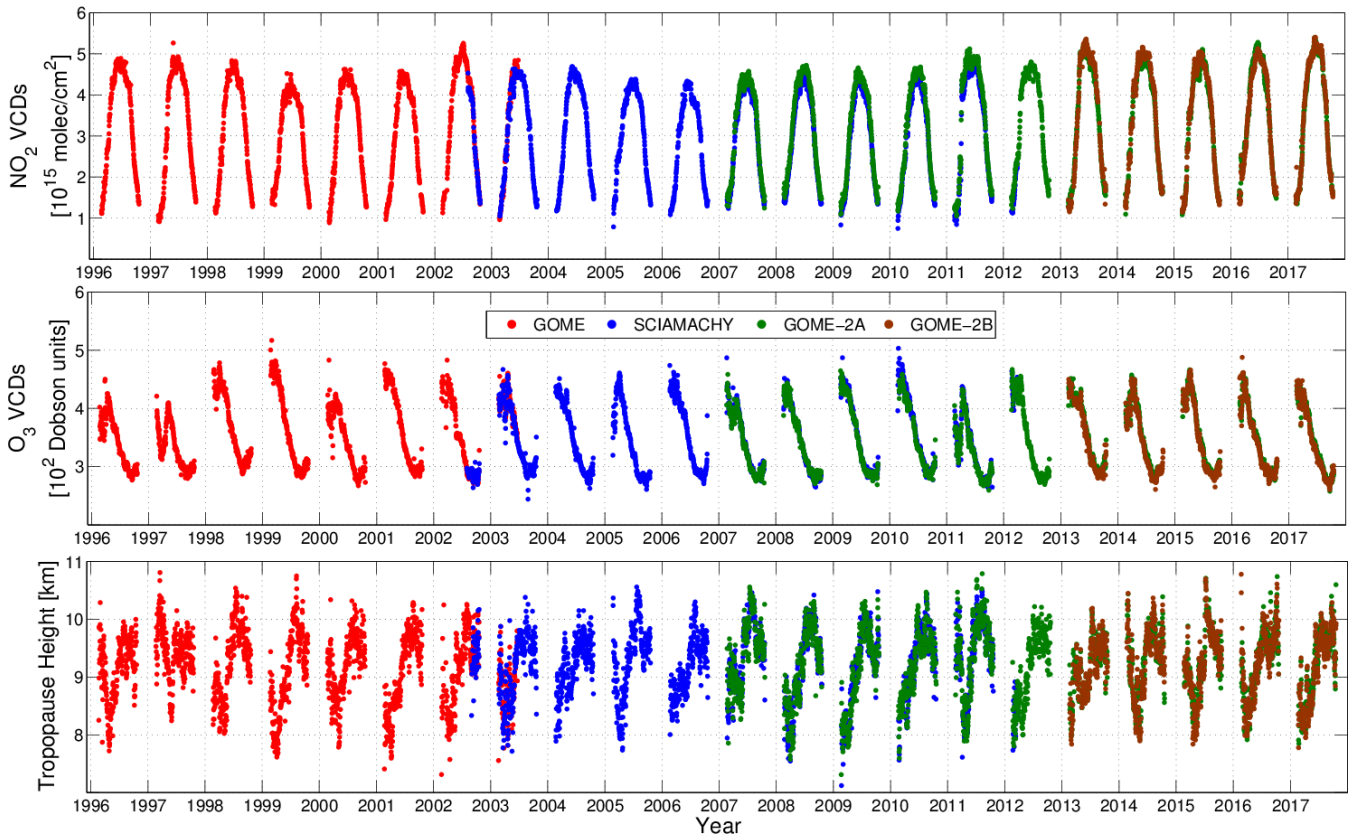 6
5
4
3
2
1
NO2 VCDs
[10^15 molec/cm^2]
1996 1997 1998 1999 2000 2001 2002 2003 2004 2005 2006 2007 2008 2009 2010 2011 2012 2013 2014 2015 2016 2017
6
5
4
3
O3 VCDs
[10^2 Dobson units]
GOME SCIAMACHY GOME-2A GOME-2B
1996 1997 1998 1999 2000 2001 2002 2003 2004 2005 2006 2007 2008 2009 2010 2011 2012 2013 2014 2015 2016 2017
11
10
9
8
Tropopause Height [km]
1996 1997 1998 1999 2000 2001 2002 2003 2004 2005 2006 2007 2008 2009 2010 2011 2012 2013 2014 2015 2016 2017
Year